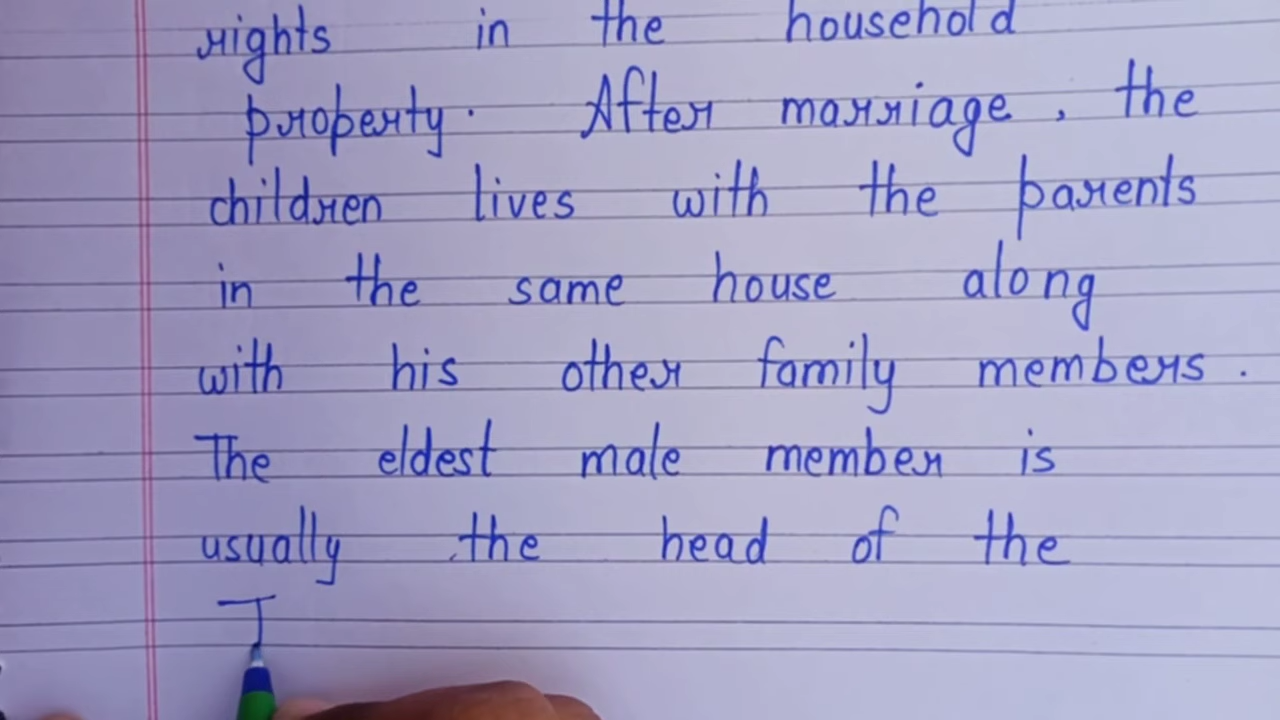 rights in the household
property. After marriage, the
children lives with the parents
in the same house along
with his other family members.
The eldest male member is
usually the head of the
J